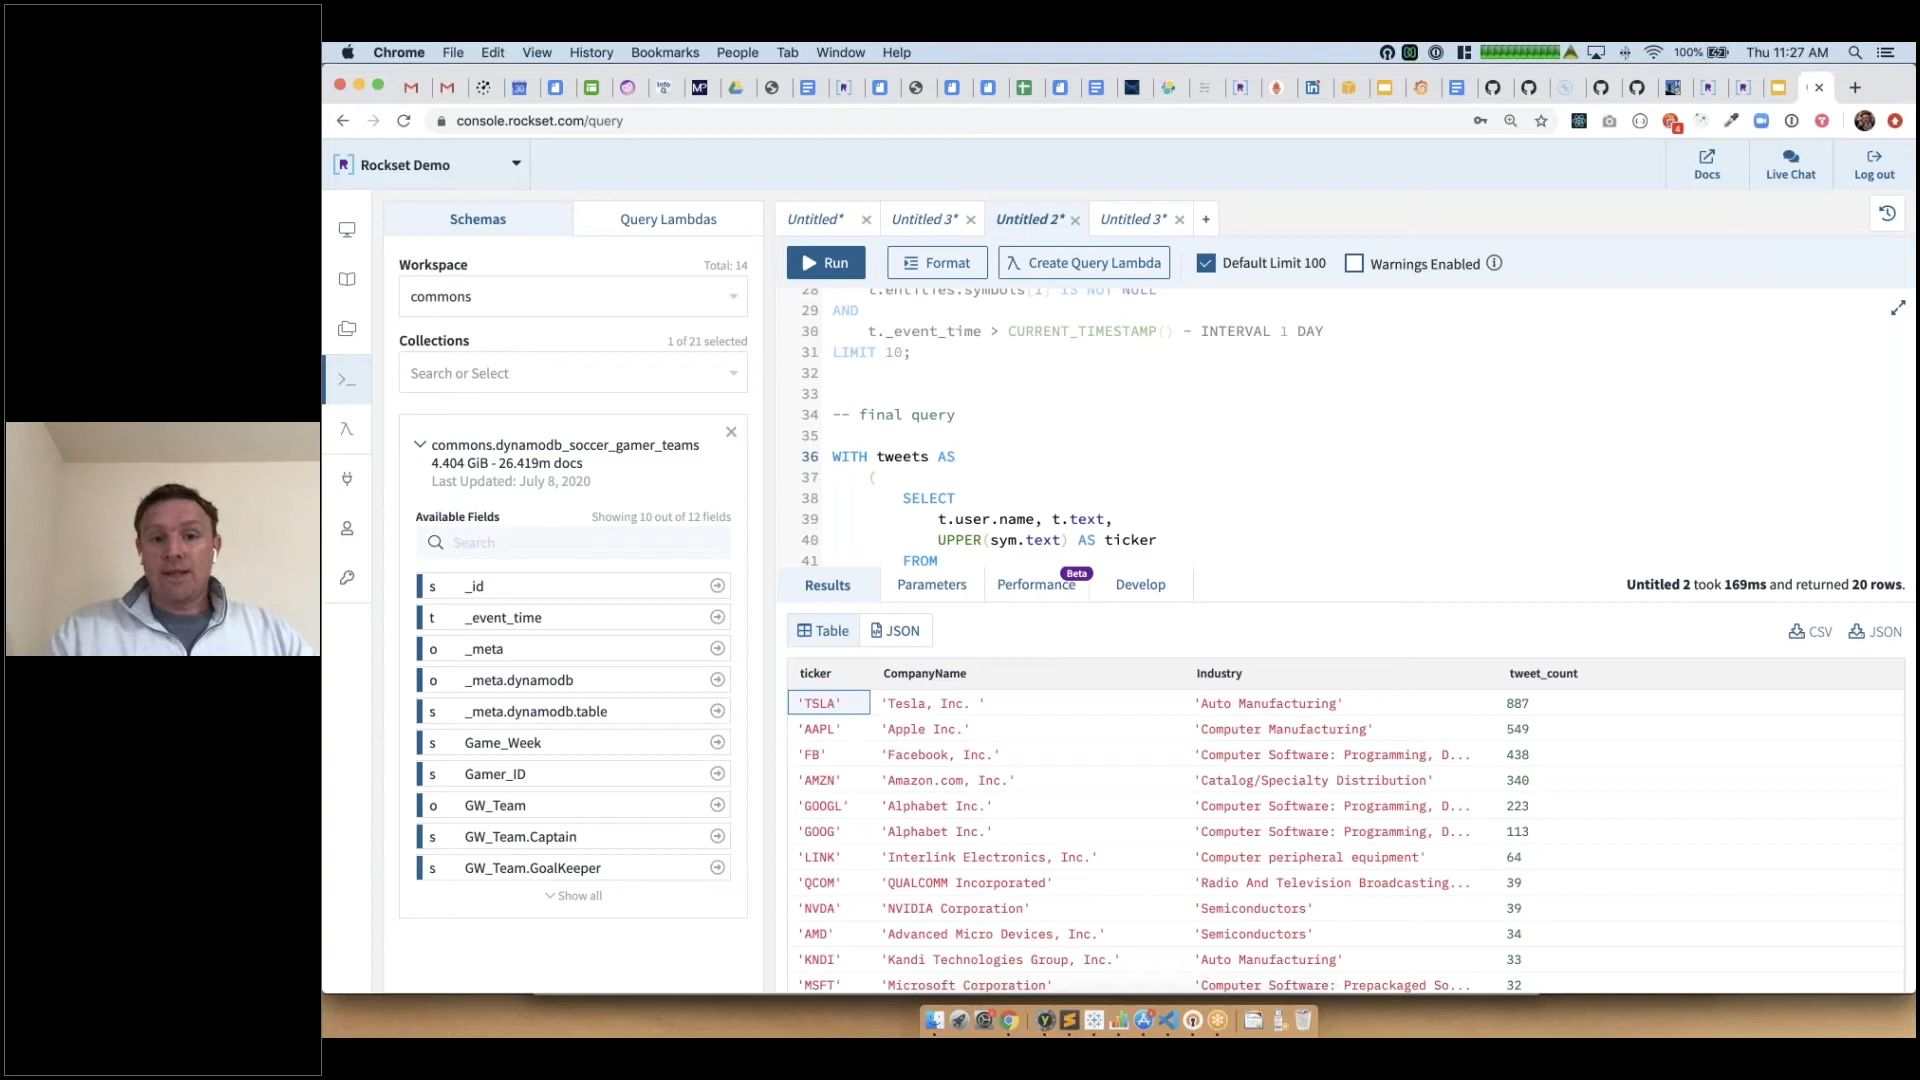 Chrome File Edit View History Bookmarks People Tab Window Help
100% Thu 11:27 AM
console.rockset.com/query
Rockset Demo
Docs
Live Chat
Log out
Schemas
Query Lambdas
Workspace
Total: 14
commons
Collections
1 of 21 selected
Search or Select
commons.dynamodb_soccer_gamer_teams
4.404 GiB - 26.419m docs
Last Updated: July 8, 2020
Available Fields
Showing 10 out of 12 fields
Search
s _id
t _event_time
o _meta
o _meta.dynamodb
s _meta.dynamodb.table
s Game_Week
s Gamer_ID
o GW_Team
s GW_Team.Captain
s GW_Team.GoalKeeper
Show all
Untitled*
Untitled 3*
Untitled 2*
Untitled 3*
Run
Format
Create Query Lambda
Default Limit 100
Warnings Enabled
28 t.entities.symbols[1] IS NOT NULL
29 AND
30 t._event_time > CURRENT_TIMESTAMP() - INTERVAL 1 DAY
31 LIMIT 10;
32
33
34 -- final query
35
36 WITH tweets AS
37 (
38 SELECT
39 t.user.name, t.text,
40 UPPER(sym.text) AS ticker
41 FROM
Results
Parameters
Performance
Beta
Develop
Untitled 2 took 169ms and returned 20 rows.
Table
JSON
CSV
JSON
ticker CompanyName Industry tweet_count
'TSLA' 'Tesla, Inc. ' 'Auto Manufacturing' 887
'AAPL' 'Apple Inc.' 'Computer Manufacturing' 549
'FB' 'Facebook, Inc.' 'Computer Software: Programming, D... 438
'AMZN' 'Amazon.com, Inc.' 'Catalog/Specialty Distribution' 340
'GOOGL' 'Alphabet Inc.' 'Computer Software: Programming, D... 223
'GOOG' 'Alphabet Inc.' 'Computer Software: Programming, D... 113
'LINK' 'Interlink Electronics, Inc.' 'Computer peripheral equipment' 64
'QCOM' 'QUALCOMM Incorporated' 'Radio And Television Broadcasting... 39
'NVDA' 'NVIDIA Corporation' 'Semiconductors' 39
'AMD' 'Advanced Micro Devices, Inc.' 'Semiconductors' 34
'KNDI' 'Kandi Technologies Group, Inc.' 'Auto Manufacturing' 33
'MSFT' 'Microsoft Corporation' 'Computer Software: Prepackaged So... 32